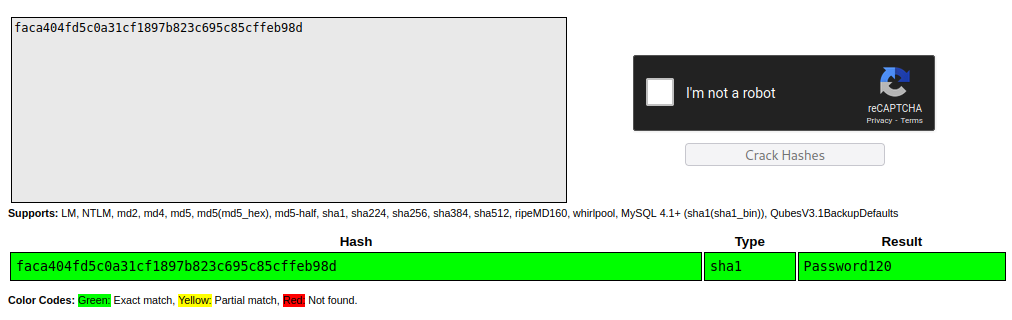 faca404fd5c0a31cf1897b823c695c85cffeb98d
I'm not a robot
reCAPTCHA
Privacy - Terms
Crack Hashes
Supports: LM, NTLM, md2, md4, md5, md5(md5_hex), md5-half, sha1, sha224, sha256, sha384, sha512, ripeMD160, whirlpool, MySQL 4.1+ (sha1(sha1_bin)), QubesV3.1BackupDefaults
Hash Type Result
faca404fd5c0a31cf1897b823c695c85cffeb98d sha1 Password120
Color Codes: Green: Exact match, Yellow: Partial match, Red: Not found.